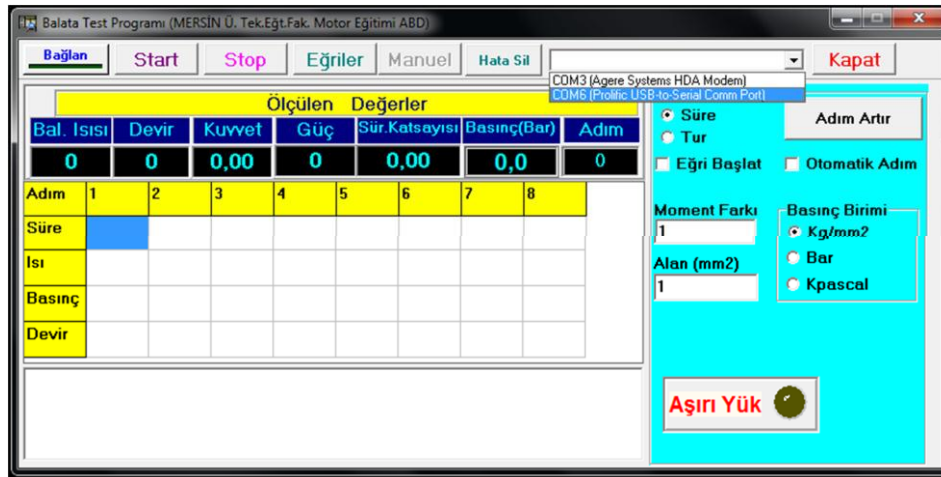 Balata Test Programı (MERSİN Ü. Tek.Eğt.Fak. Motor Eğitimi ABD)
Bağlan Start Stop Eğriler Manuel Hata Sil Kapat
COM3 (Agere Systems HDA Modem)
COM6 (Prolific USB-to-Serial Comm Port)
Ölçülen Değerler
Bal. Isısı Devir Kuvvet Güç Sür.Katsayısı Basınç(Bar) Adım
0 0 0,00 0 0,00 0,0 0
Adım 1 2 3 4 5 6 7 8
Süre
Isı
Basınç
Devir
Süre
Tur
Adım Artır
Eğri Başlat Otomatik Adım
Moment Farkı
1
Alan (mm2)
1
Basınç Birimi
Kg/mm2
Bar
Kpascal
Aşırı Yük